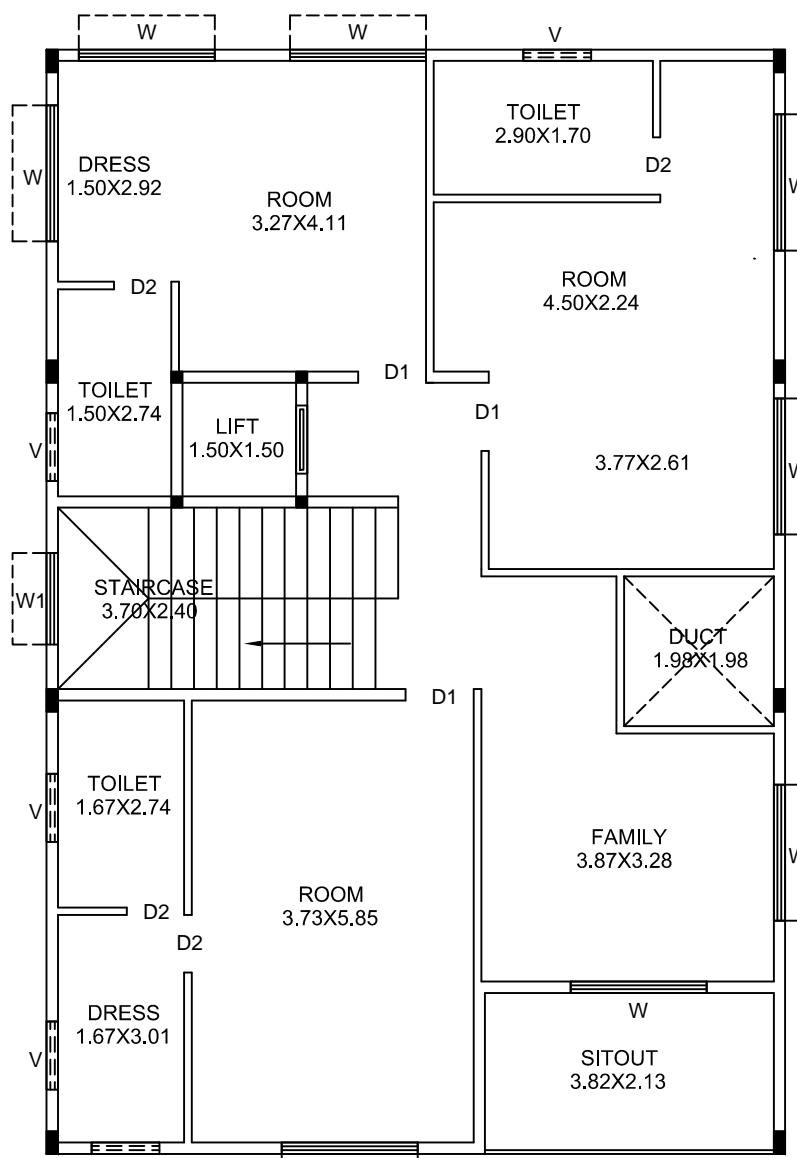 W
W
V
TOILET
2.90X1.70
DRESS
1.50X2.92
W
D2
W
ROOM
3.27X4.11
ROOM
4.50X2.24
D2
TOILET
1.50X2.74
D1
D1
LIFT
1.50X1.50
V
3.77X2.61
W
STAIRCASE
3.70X2.40
W1
DUCT
1.98X1.98
D1
TOILET
1.67X2.74
V
FAMILY
3.87X3.28
W
ROOM
3.73X5.85
D2
D2
DRESS
1.67X3.01
W
V
SITOUT
3.82X2.13